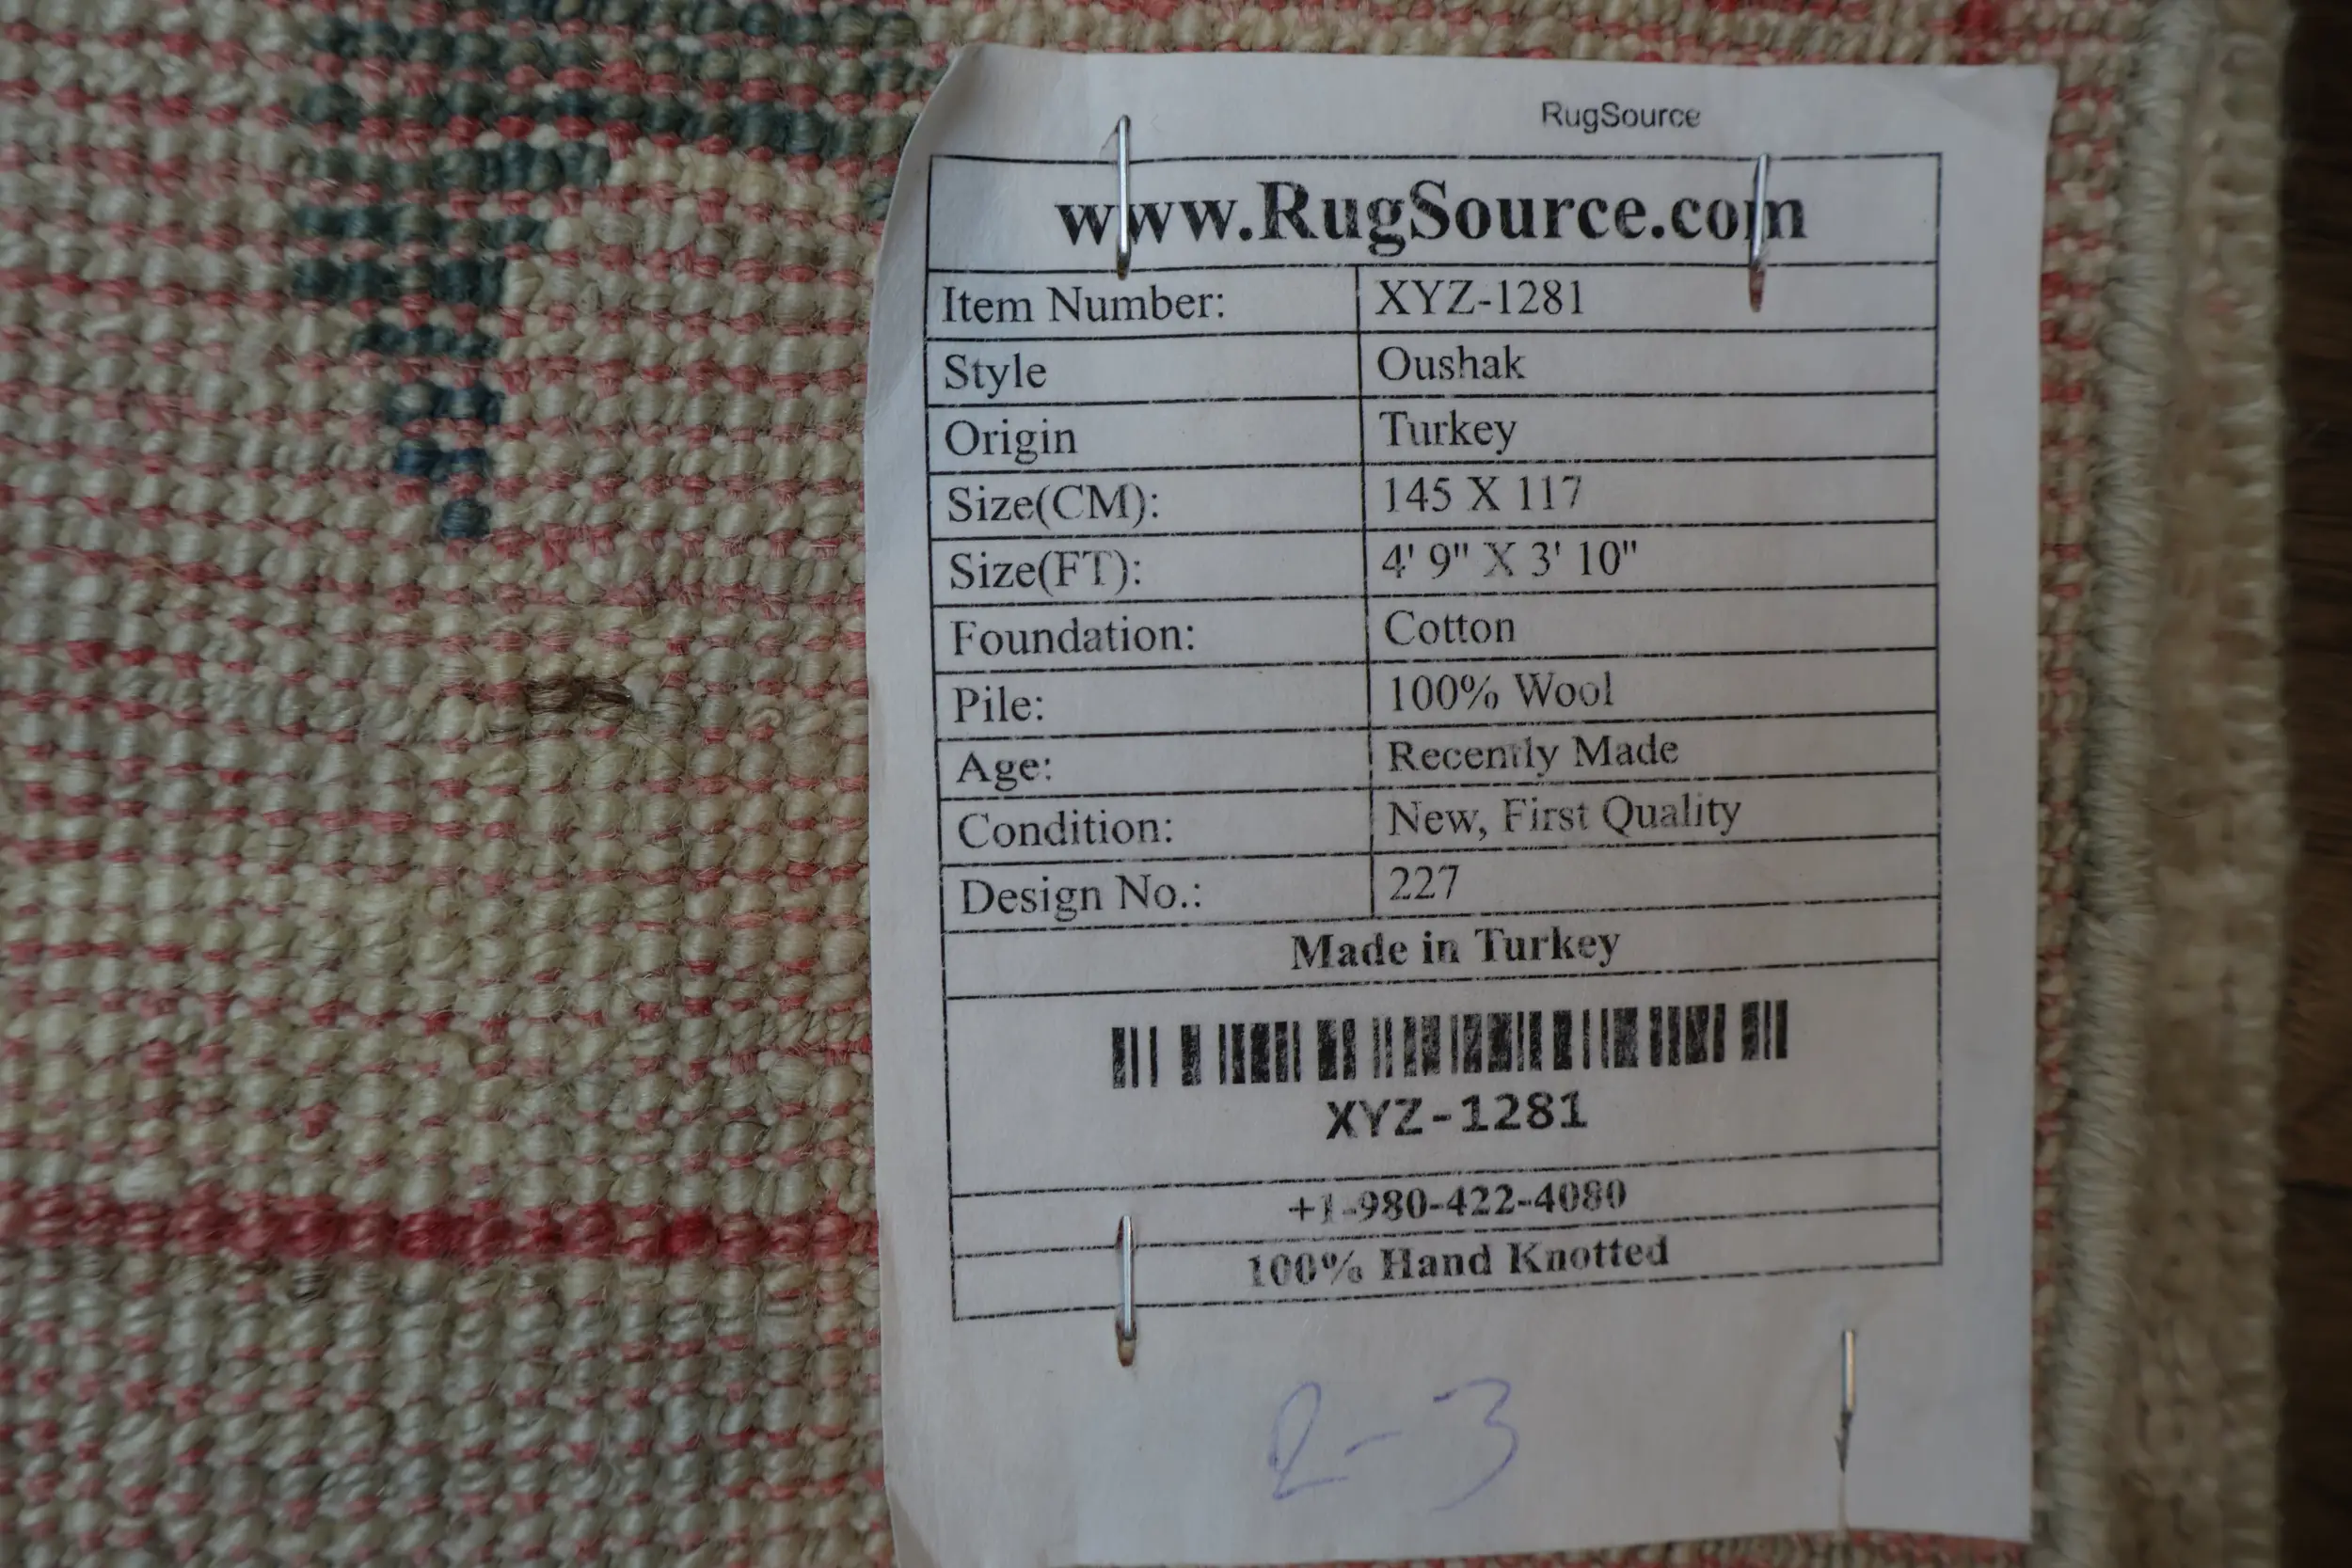 RugSource
www.RugSource.com
Item Number: XYZ-1281
Style Oushak
Origin Turkey
Size(CM): 145 X 117
Size(FT): 4' 9" X 3' 10"
Foundation: Cotton
Pile: 100% Wool
Age: Recently Made
Condition: New, First Quality
Design No.: 227
Made in Turkey
XYZ-1281
+1-980-422-4080
100% Hand Knotted